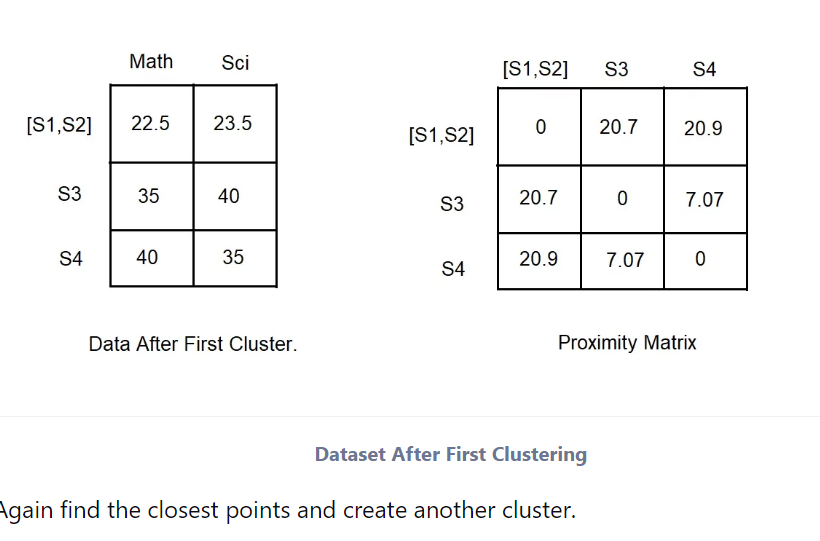 Math Sci
[S1,S2] 22.5 23.5
S3 35 40
S4 40 35
Data After First Cluster.
[S1,S2] S3 S4
[S1,S2] 0 20.7 20.9
S3 20.7 0 7.07
S4 20.9 7.07 0
Proximity Matrix
Dataset After First Clustering
Again find the closest points and create another cluster.